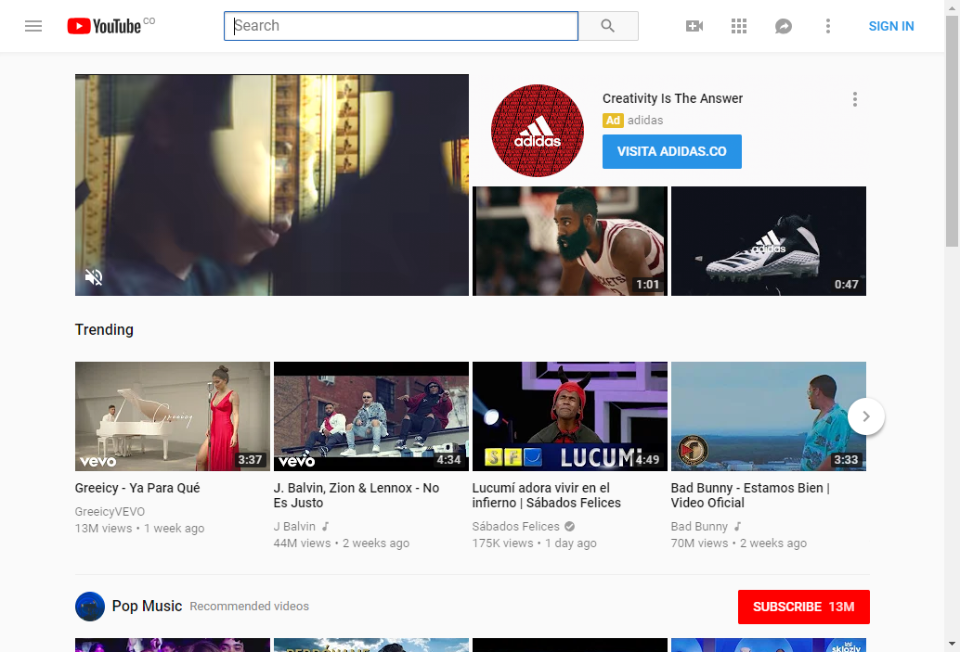 YouTube CO
Search
SIGN IN
Creativity Is The Answer
Ad adidas
VISITA ADIDAS.CO
adidas
adidas
1:01
0:47
Trending
Greeicy
vevo
3:37
vevo
4:34
SF
LUCUMÍ
4:49
3:33
Greeicy - Ya Para Qué
GreeicyVEVO
13M views • 1 week ago
J. Balvin, Zion & Lennox - No
Es Justo
J Balvin
44M views • 2 weeks ago
Lucumí adora vivir en el
infierno | Sábados Felices
Sábados Felices
175K views • 1 day ago
Bad Bunny - Estamos Bien |
Video Oficial
Bad Bunny
70M views • 2 weeks ago
Pop Music Recommended videos
SUBSCRIBE 13M